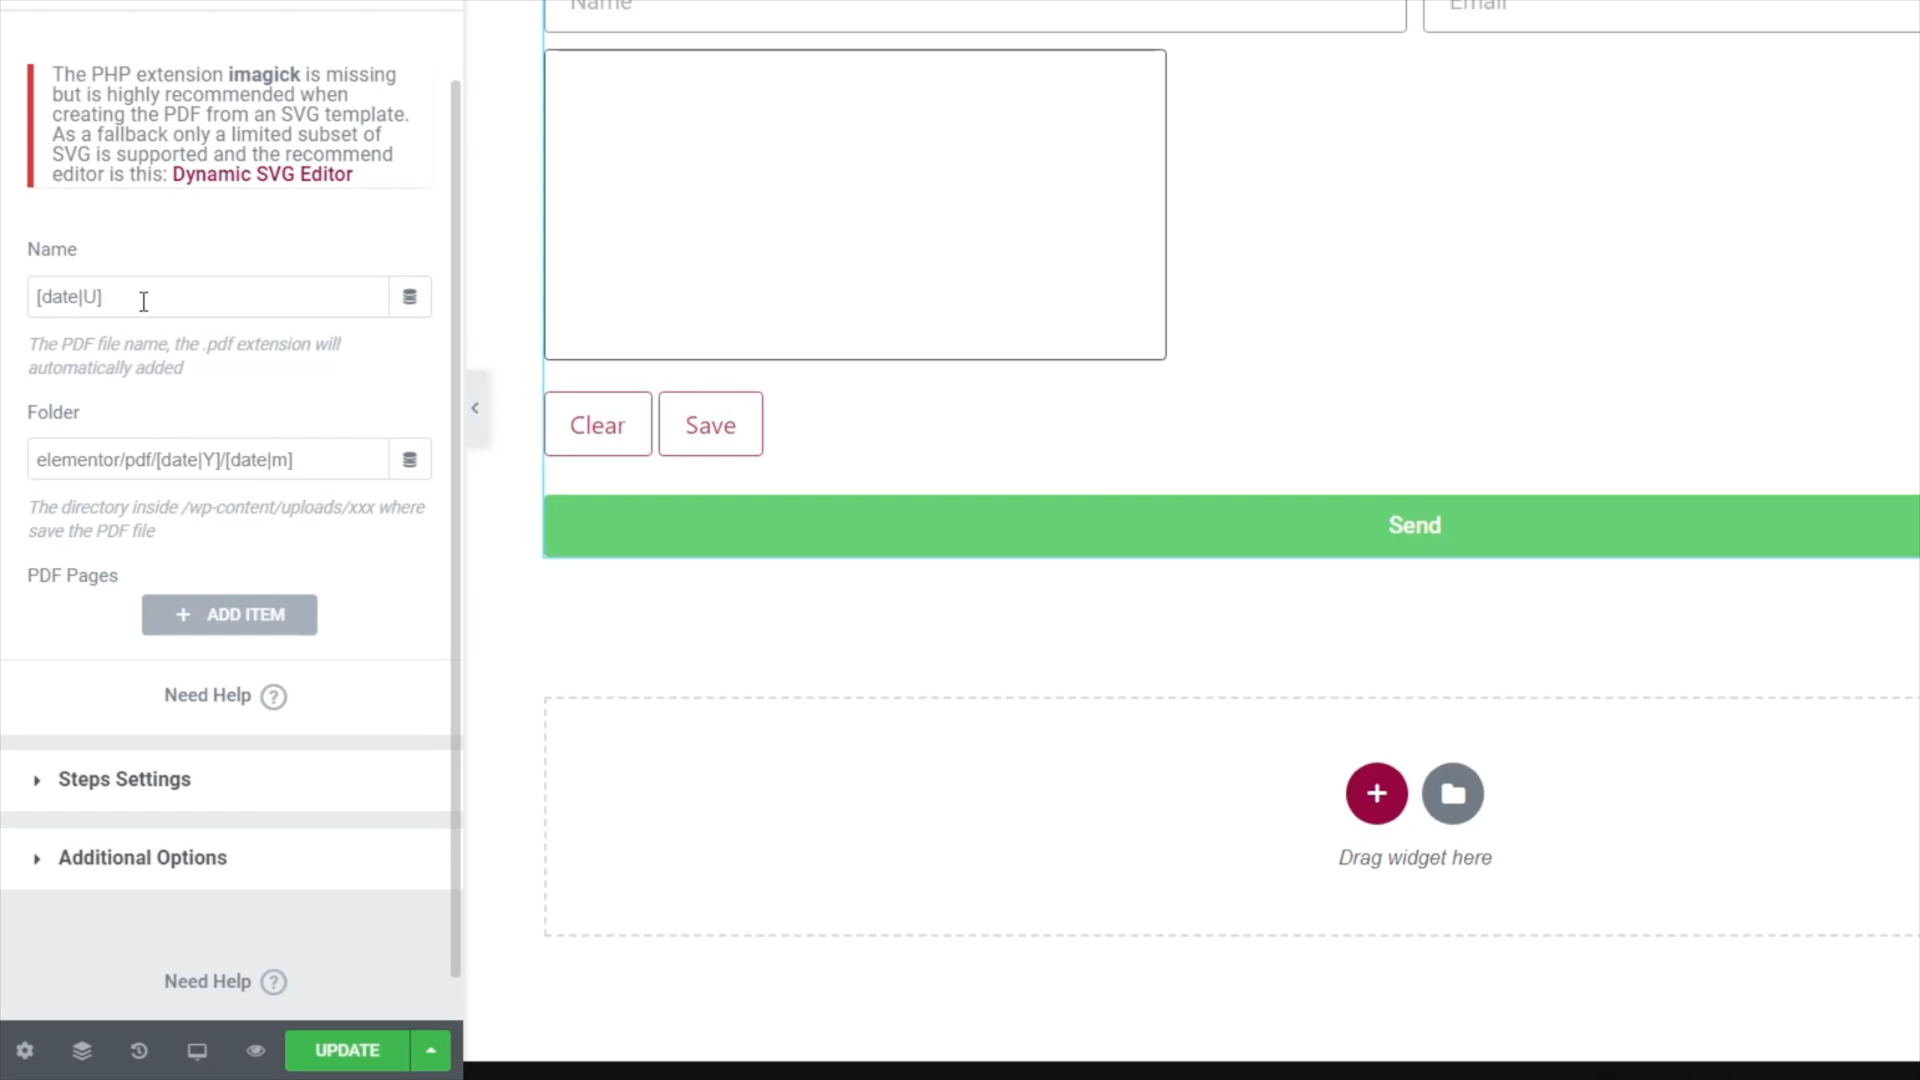 Name
Email
The PHP extension imagick is missing
but is highly recommended when
creating the PDF from an SVG template.
As a fallback only a limited subset of
SVG is supported and the recommend
editor is this: Dynamic SVG Editor
Name
[date|U]
The PDF file name, the .pdf extension will
automatically added
Folder
elementor/pdf/[date|Y]/[date|m]
The directory inside /wp-content/uploads/xxx where
save the PDF file
PDF Pages
+ ADD ITEM
Need Help ?
Steps Settings
Additional Options
Need Help ?
UPDATE
Clear
Save
Send
Drag widget here